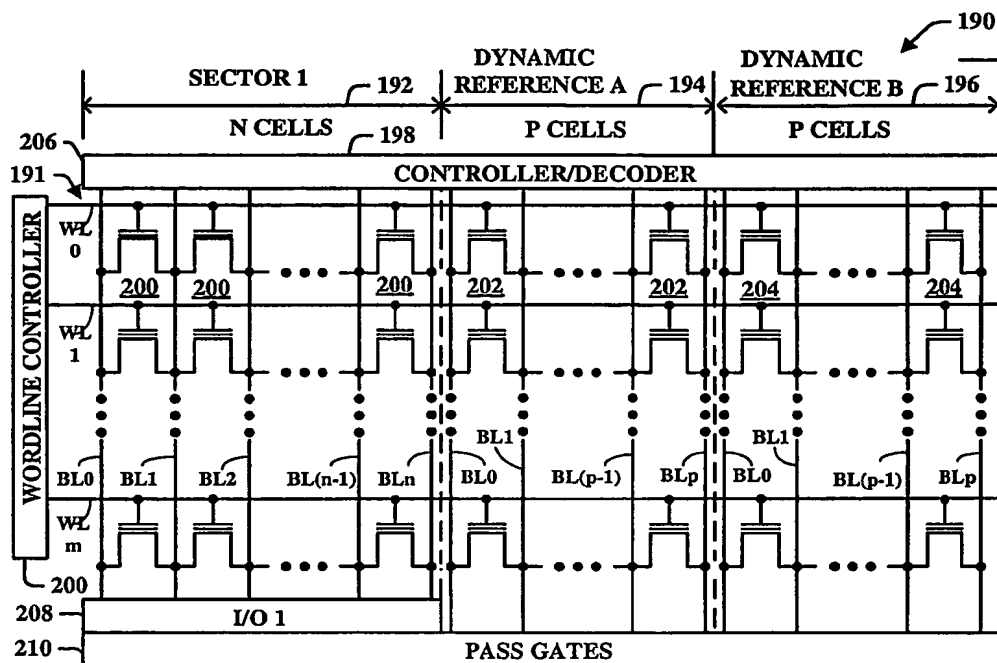 190
SECTOR 1
DYNAMIC
REFERENCE A
DYNAMIC
REFERENCE B
192
194
196
N CELLS
P CELLS
P CELLS
198
206
CONTROLLER/DECODER
191
WORDLINE CONTROLLER
WL
0
200
200
200
202
202
204
204
WL
1
BL0
BL1
BL2
BL(n-1)
BLn
BL0
BL1
BL(p-1)
BLp
BL0
BL1
BL(p-1)
BLp
WL
m
200
208
I/O 1
210
PASS GATES